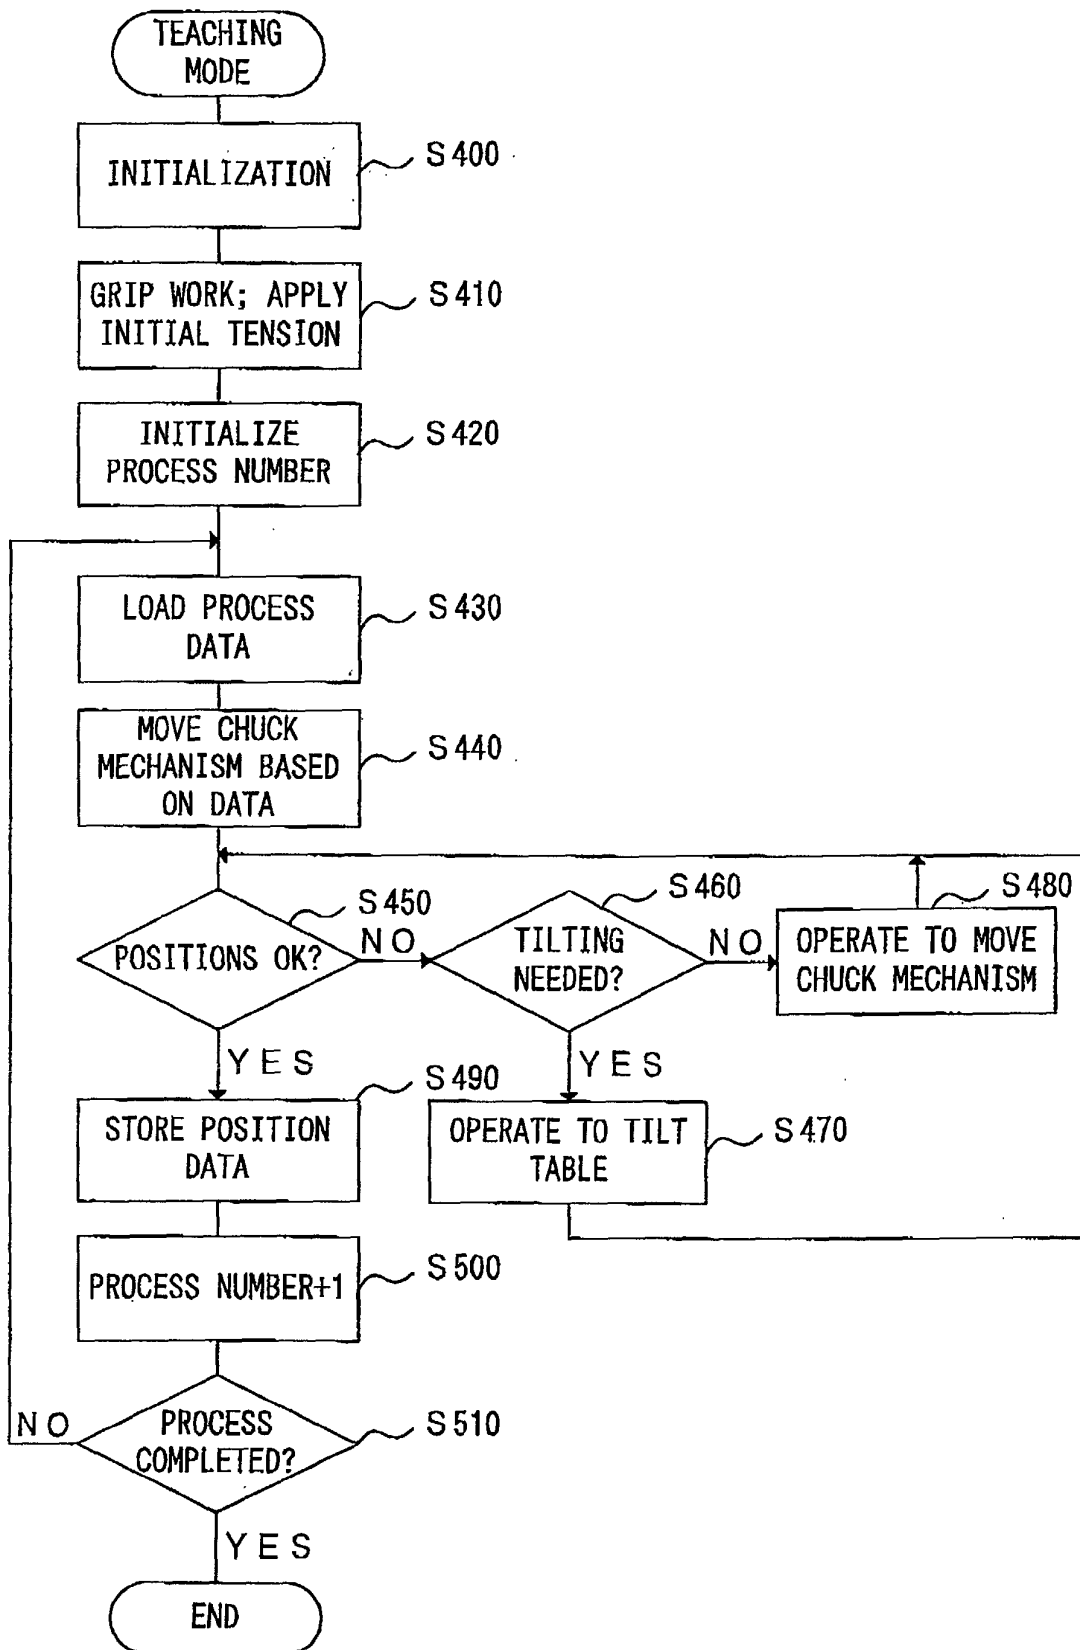 TEACHING
MODE
INITIALIZATION
S400
GRIP WORK; APPLY
INITIAL TENSION
S410
INITIALIZE
PROCESS NUMBER
S420
LOAD PROCESS
DATA
S430
MOVE CHUCK
MECHANISM BASED
ON DATA
S440
POSITIONS OK?
S450
NO
TILTING
NEEDED?
S460
NO
OPERATE TO MOVE
CHUCK MECHANISM
S480
YES
YES
STORE POSITION
DATA
S490
OPERATE TO TILT
TABLE
S470
PROCESS NUMBER+1
S500
NO
PROCESS
COMPLETED?
S510
YES
END